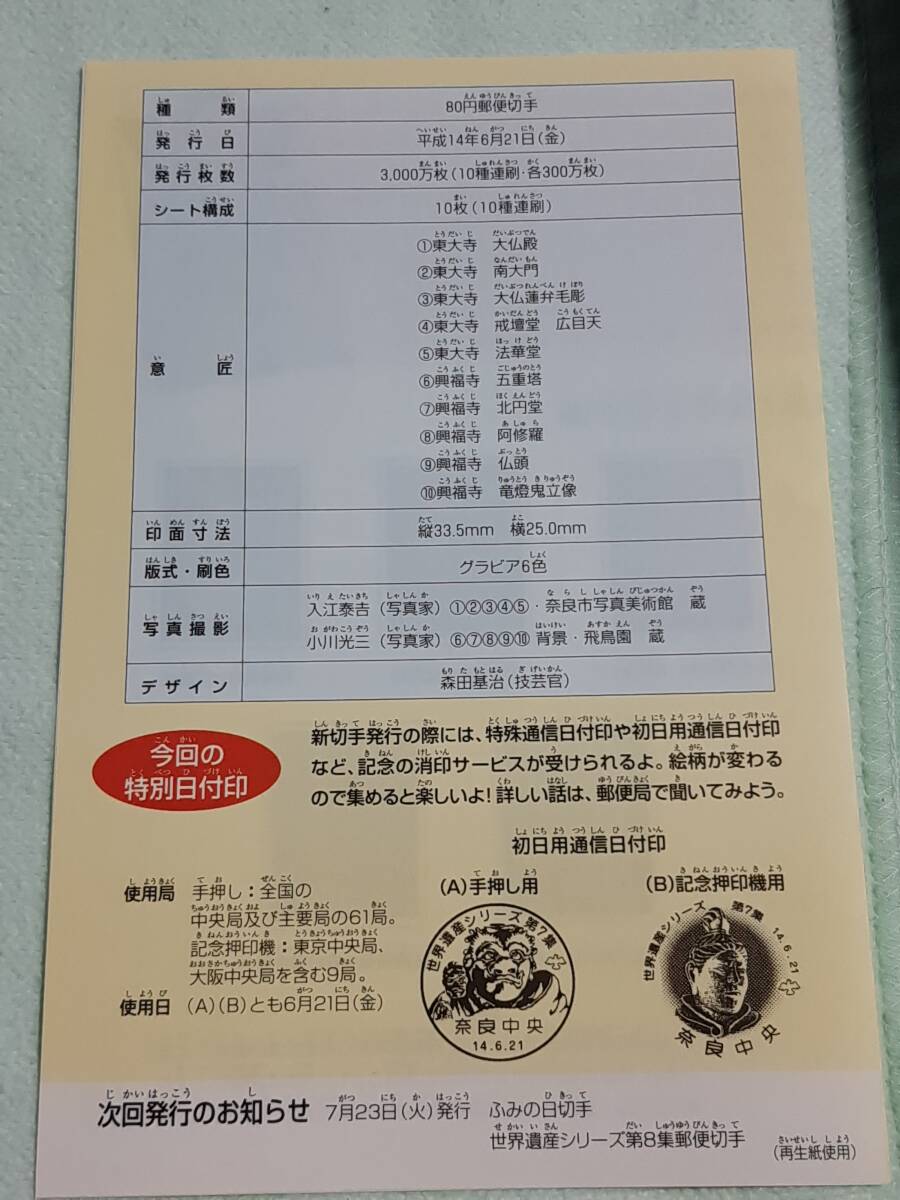 種類 80円郵便切手
発行日 平成14年6月21日(金)
発行枚数 3,000万枚(10種連刷・各300万枚)
シート構成 10枚(10種連刷)
意匠
①東大寺 大仏殿
②東大寺 南大門
③東大寺 大仏蓮弁毛彫
④東大寺 戒壇堂 広目天
⑤東大寺 法華堂
⑥興福寺 五重塔
⑦興福寺 北円堂
⑧興福寺 阿修羅
⑨興福寺 仏頭
⑩興福寺 竜燈鬼立像
印面寸法 縦33.5mm 横25.0mm
版式・刷色 グラビア6色
写真撮影
入江泰吉(写真家)①②③④⑤・奈良市写真美術館 蔵
小川光三(写真家)⑥⑦⑧⑨⑩ 背景・飛鳥園 蔵
デザイン 森田基治(技芸官)
今回の
特別日付印
新切手発行の際には、特殊通信日付印や初日用通信日付印
など、記念の消印サービスが受けられるよ。絵柄が変わる
ので集めると楽しいよ!詳しい話は、郵便局で聞いてみよう。
初日用通信日付印
使用局 手押し:全国の
中央局及び主要局の61局。
記念押印機:東京中央局、
大阪中央局を含む9局。
使用日 (A)(B)とも6月21日(金)
(A)手押し用
世界遺産シリーズ第7集
奈良中央
14.6.21
(B)記念押印機用
世界遺産シリーズ 第7集
14.6.21
奈良中央
次回発行のお知らせ 7月23日(火)発行 ふみの日切手
世界遺産シリーズ第8集郵便切手
(再生紙使用)